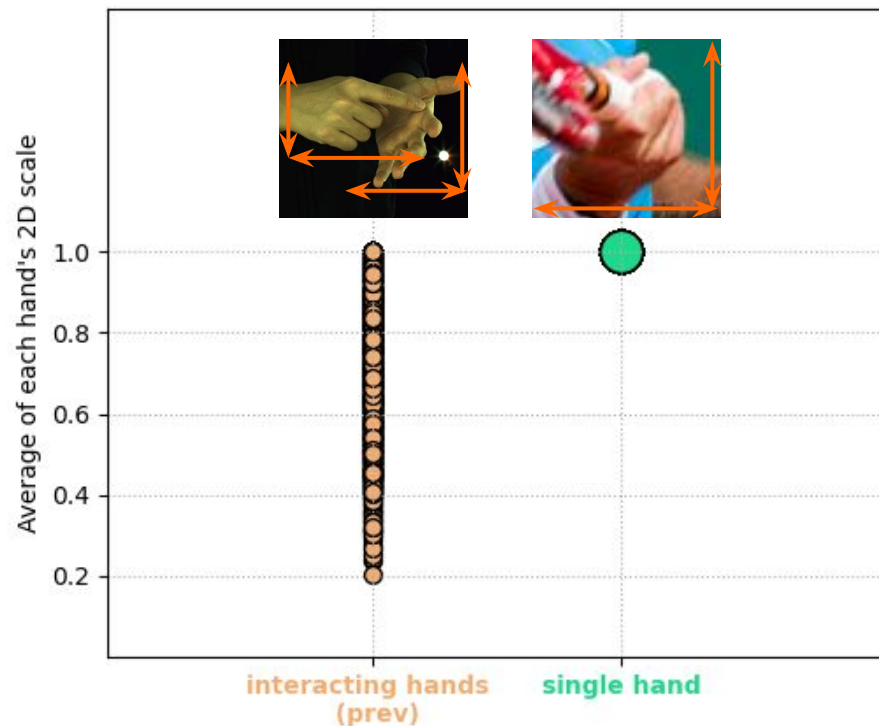 Average of each hand's 2D scale
1.0
0.8
0.6
0.4
0.2
interacting hands
(prev)
single hand